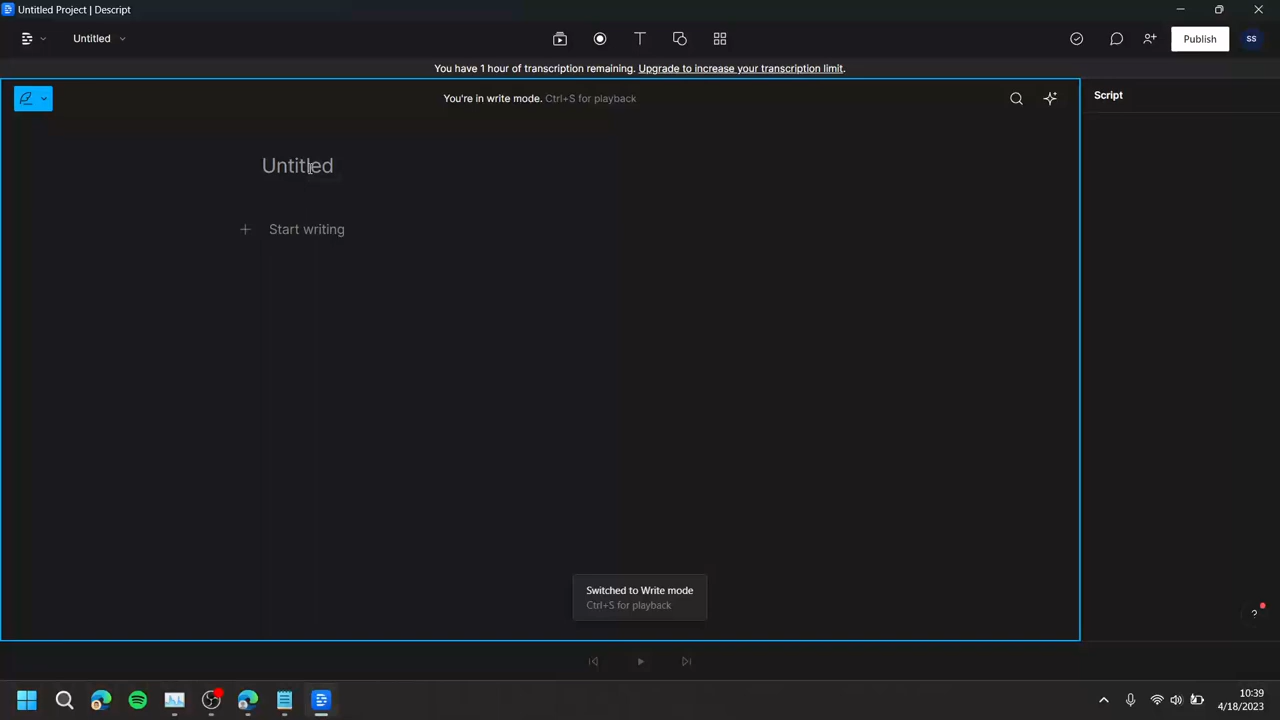 Untitled Project | Descript
Untitled
Publish
SS
You have 1 hour of transcription remaining. Upgrade to increase your transcription limit.
You're in write mode. Ctrl+S for playback
Script
Untitled
+ Start writing
Switched to Write mode
Ctrl+S for playback
?
10:39
4/18/2023